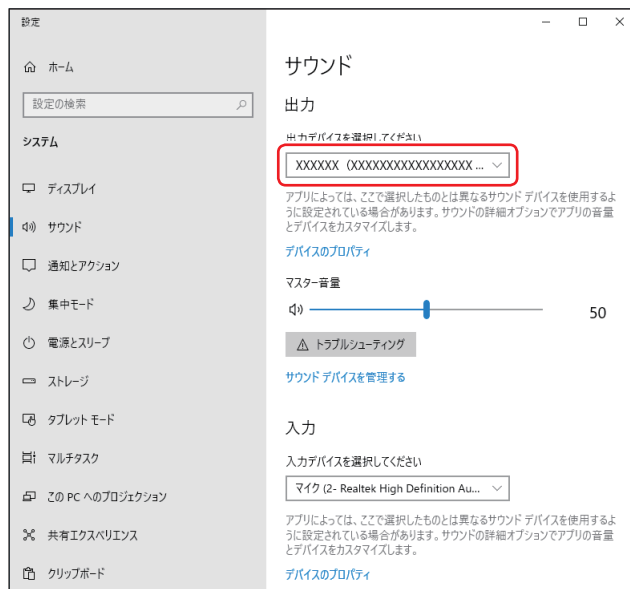 設定
ホーム
設定の検索
システム
ディスプレイ
サウンド
通知とアクション
集中モード
電源とスリープ
ストレージ
タブレット モード
マルチタスク
この PC へのプロジェクション
共有エクスペリエンス
クリップボード
サウンド
出力
出力デバイスを選択してください
XXXXXX（XXXXXXXXXXXXXXXXX ...
アプリによっては、ここで選択したものとは異なるサウンド デバイスを使用するよ
うに設定されている場合があります。サウンドの詳細オプションでアプリの音量
とデバイスをカスタマイズします。
デバイスのプロパティ
マスター音量
50
トラブルシューティング
サウンド デバイスを管理する
入力
入力デバイスを選択してください
マイク (2- Realtek High Definition Au...
アプリによっては、ここで選択したものとは異なるサウンド デバイスを使用するよ
うに設定されている場合があります。サウンドの詳細オプションでアプリの音量
とデバイスをカスタマイズします。
デバイスのプロパティ